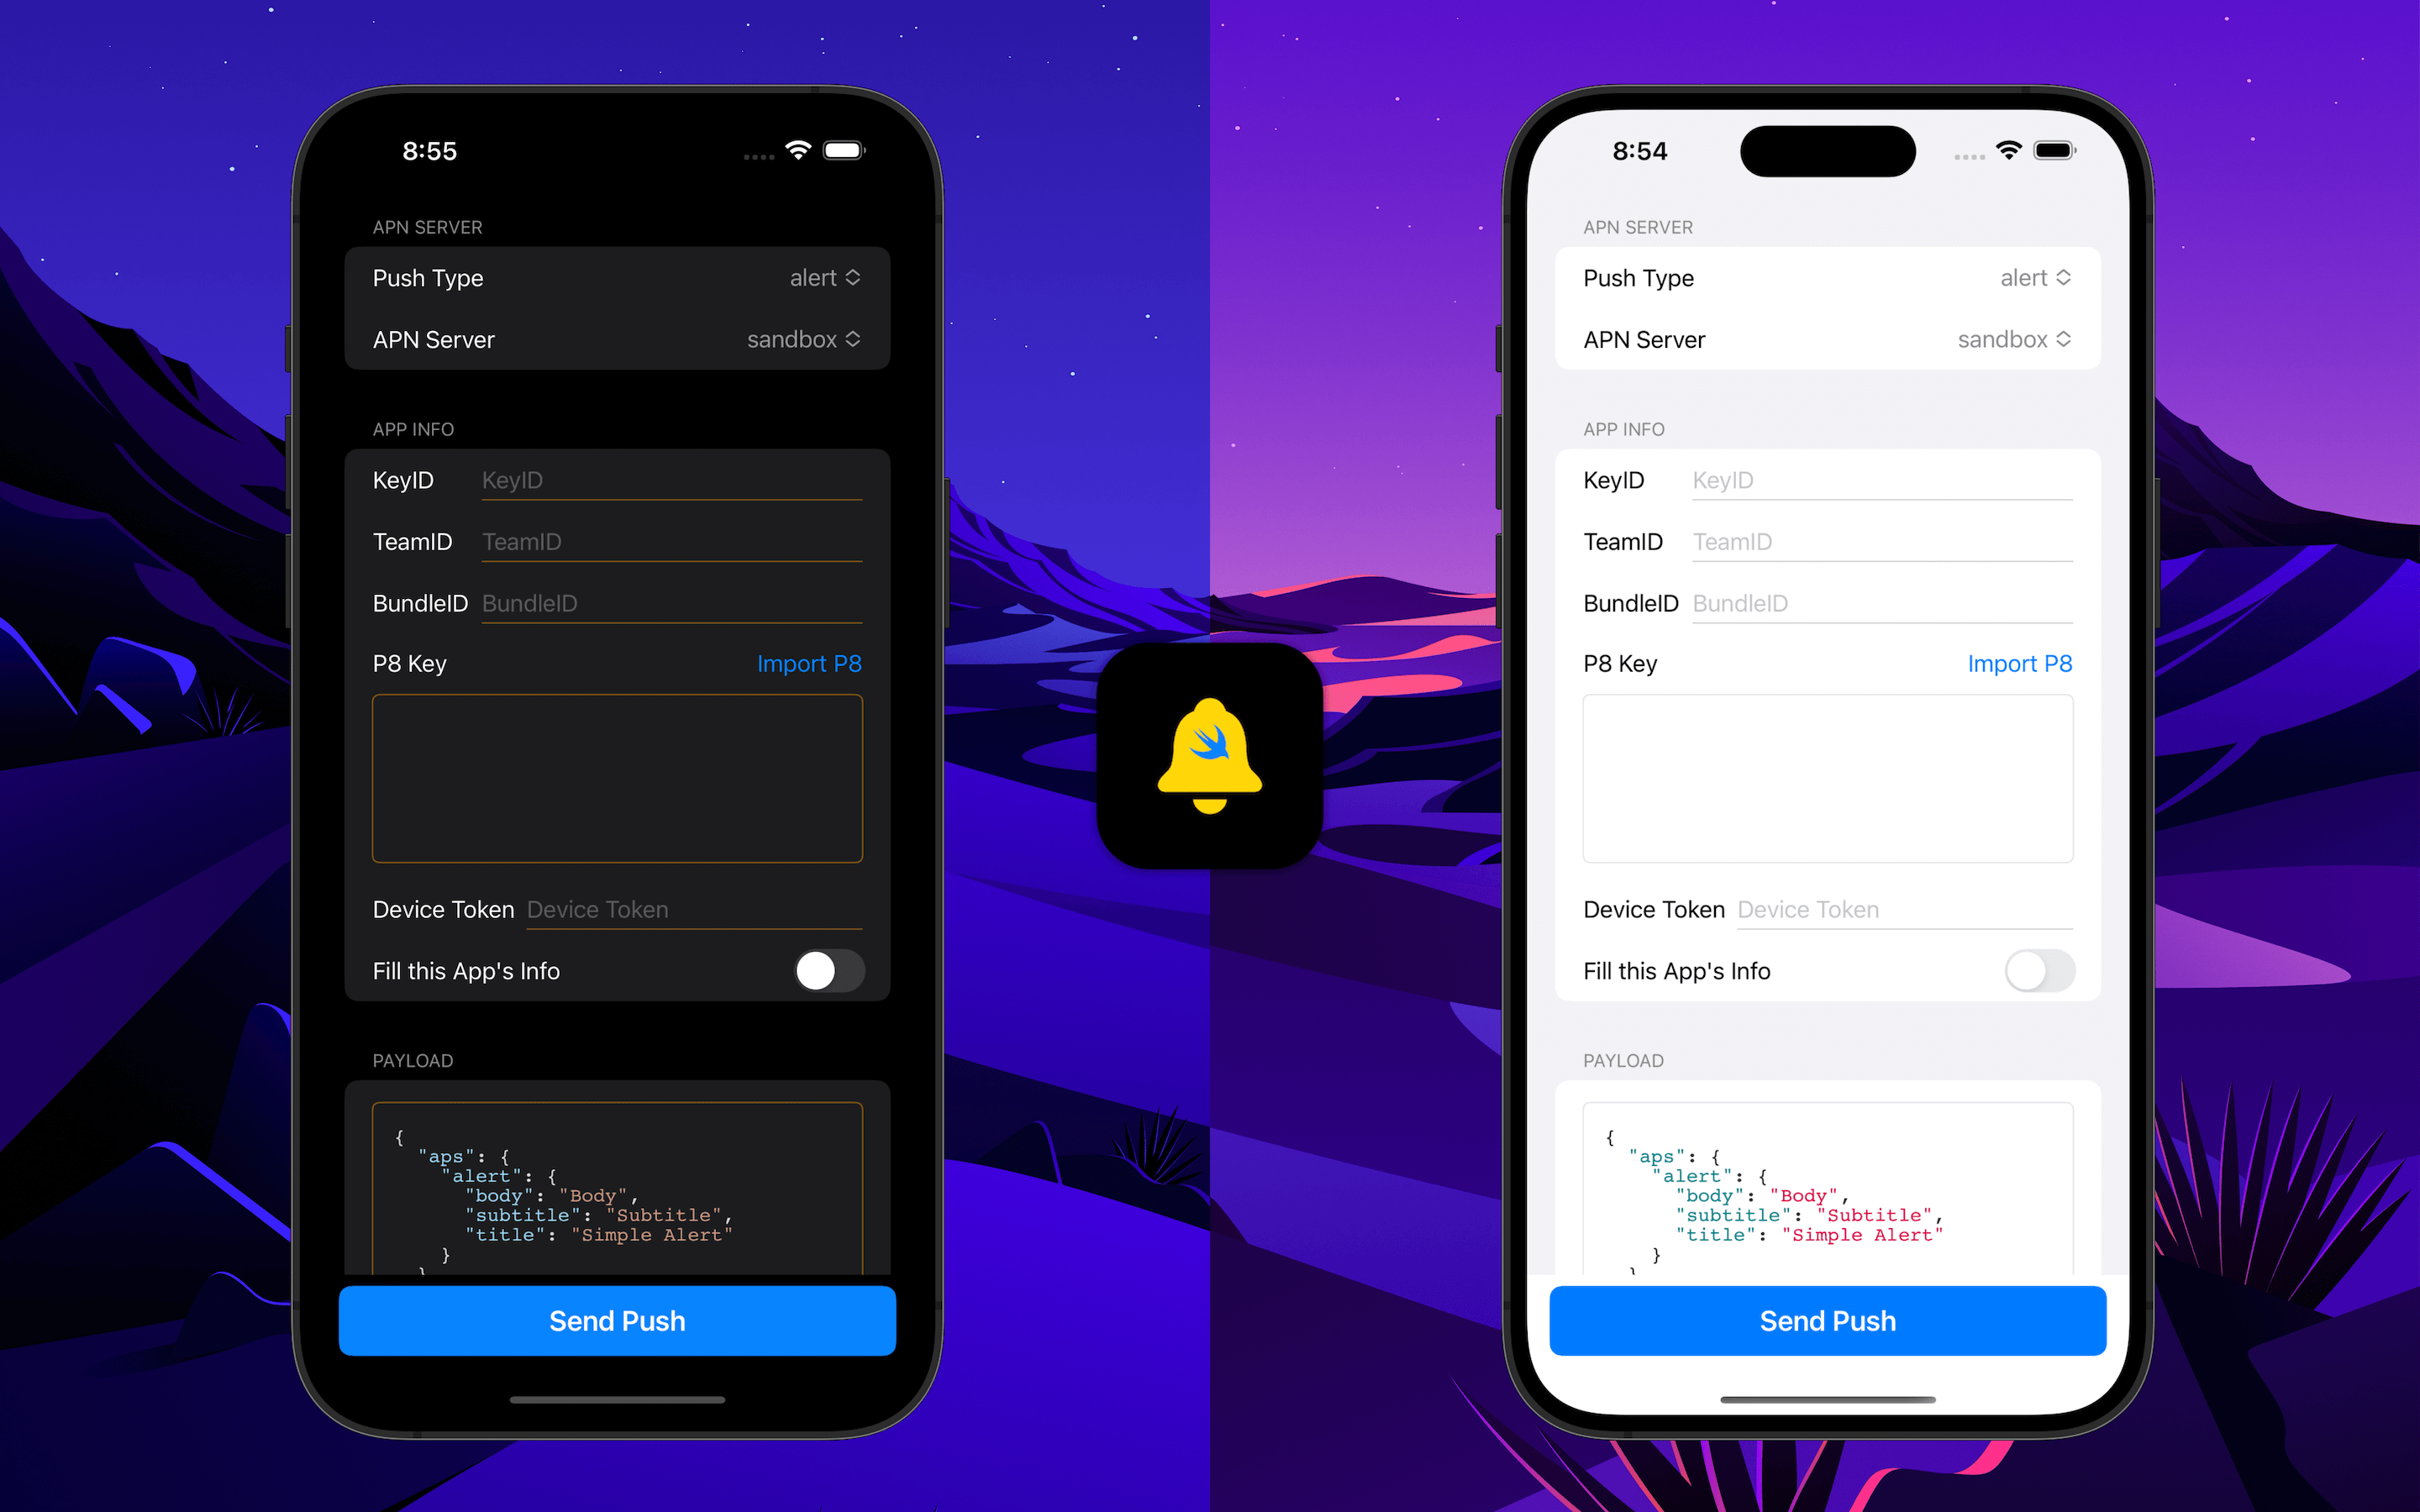 8:55
APN SERVER
Push Type alert
APN Server sandbox
APP INFO
KeyID KeyID
TeamID TeamID
BundleID BundleID
P8 Key Import P8
Device Token Device Token
Fill this App's Info
PAYLOAD
{
"aps": {
"alert": {
"body": "Body",
"subtitle": "Subtitle",
"title": "Simple Alert"
}
}
Send Push
8:54
APN SERVER
Push Type alert
APN Server sandbox
APP INFO
KeyID KeyID
TeamID TeamID
BundleID BundleID
P8 Key Import P8
Device Token Device Token
Fill this App's Info
PAYLOAD
{
"aps": {
"alert": {
"body": "Body",
"subtitle": "Subtitle",
"title": "Simple Alert"
}
}
Send Push